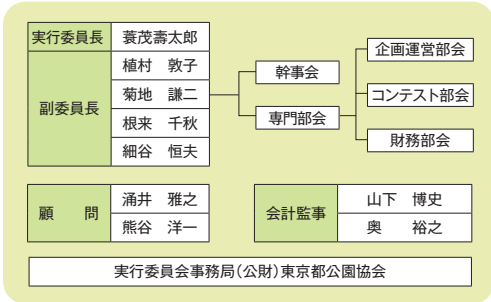 実行委員長 蓑茂壽太郎
副委員長
植村 敦子
菊地 謙二
根来 千秋
細谷 恒夫
幹事会
専門部会
企画運営部会
コンテスト部会
財務部会
顧 問
涌井 雅之
熊谷 洋一
会計監事
山下 博史
奥 裕之
実行委員会事務局(公財)東京都公園協会